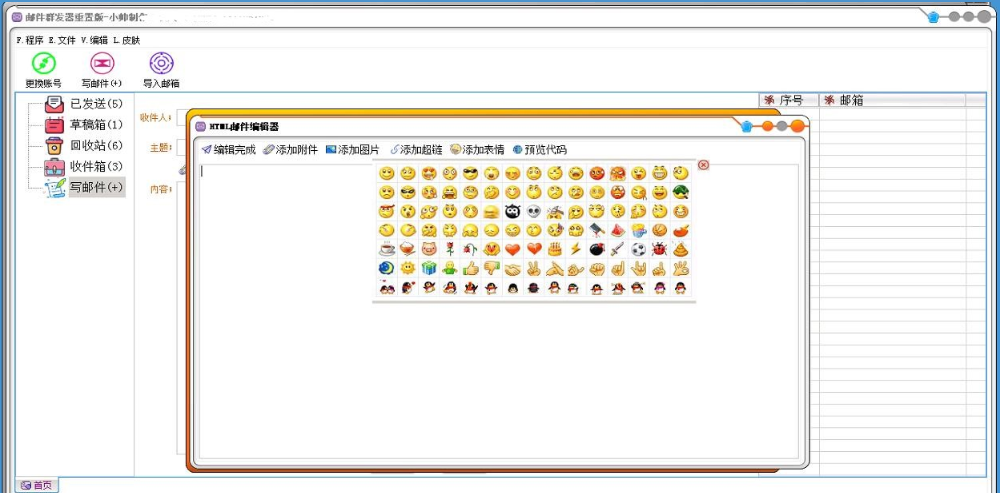 邮件群发器重置版-小帅制作
F.程序 E.文件 V.编辑 L.皮肤
更换账号 写邮件(+) 导入邮箱
已发送(5)
草稿箱(1)
回收站(6)
收件箱(3)
写邮件(+)
收件人:
主题:
内容:
HTML邮件编辑器
编辑完成 添加附件 添加图片 添加超链 添加表情 预览代码
序号 邮箱
首页